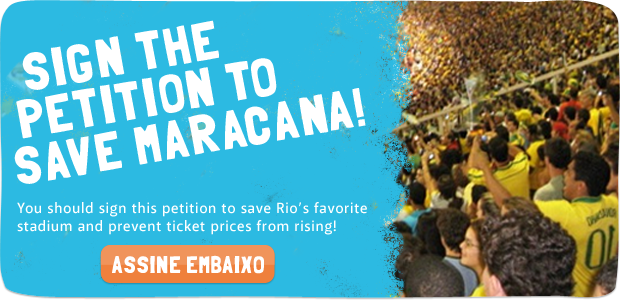 SIGN THE
PETITION TO
SAVE MARACANA!
You should sign this petition to save Rio's favorite
stadium and prevent ticket prices from rising!
ASSINE EMBAIXO